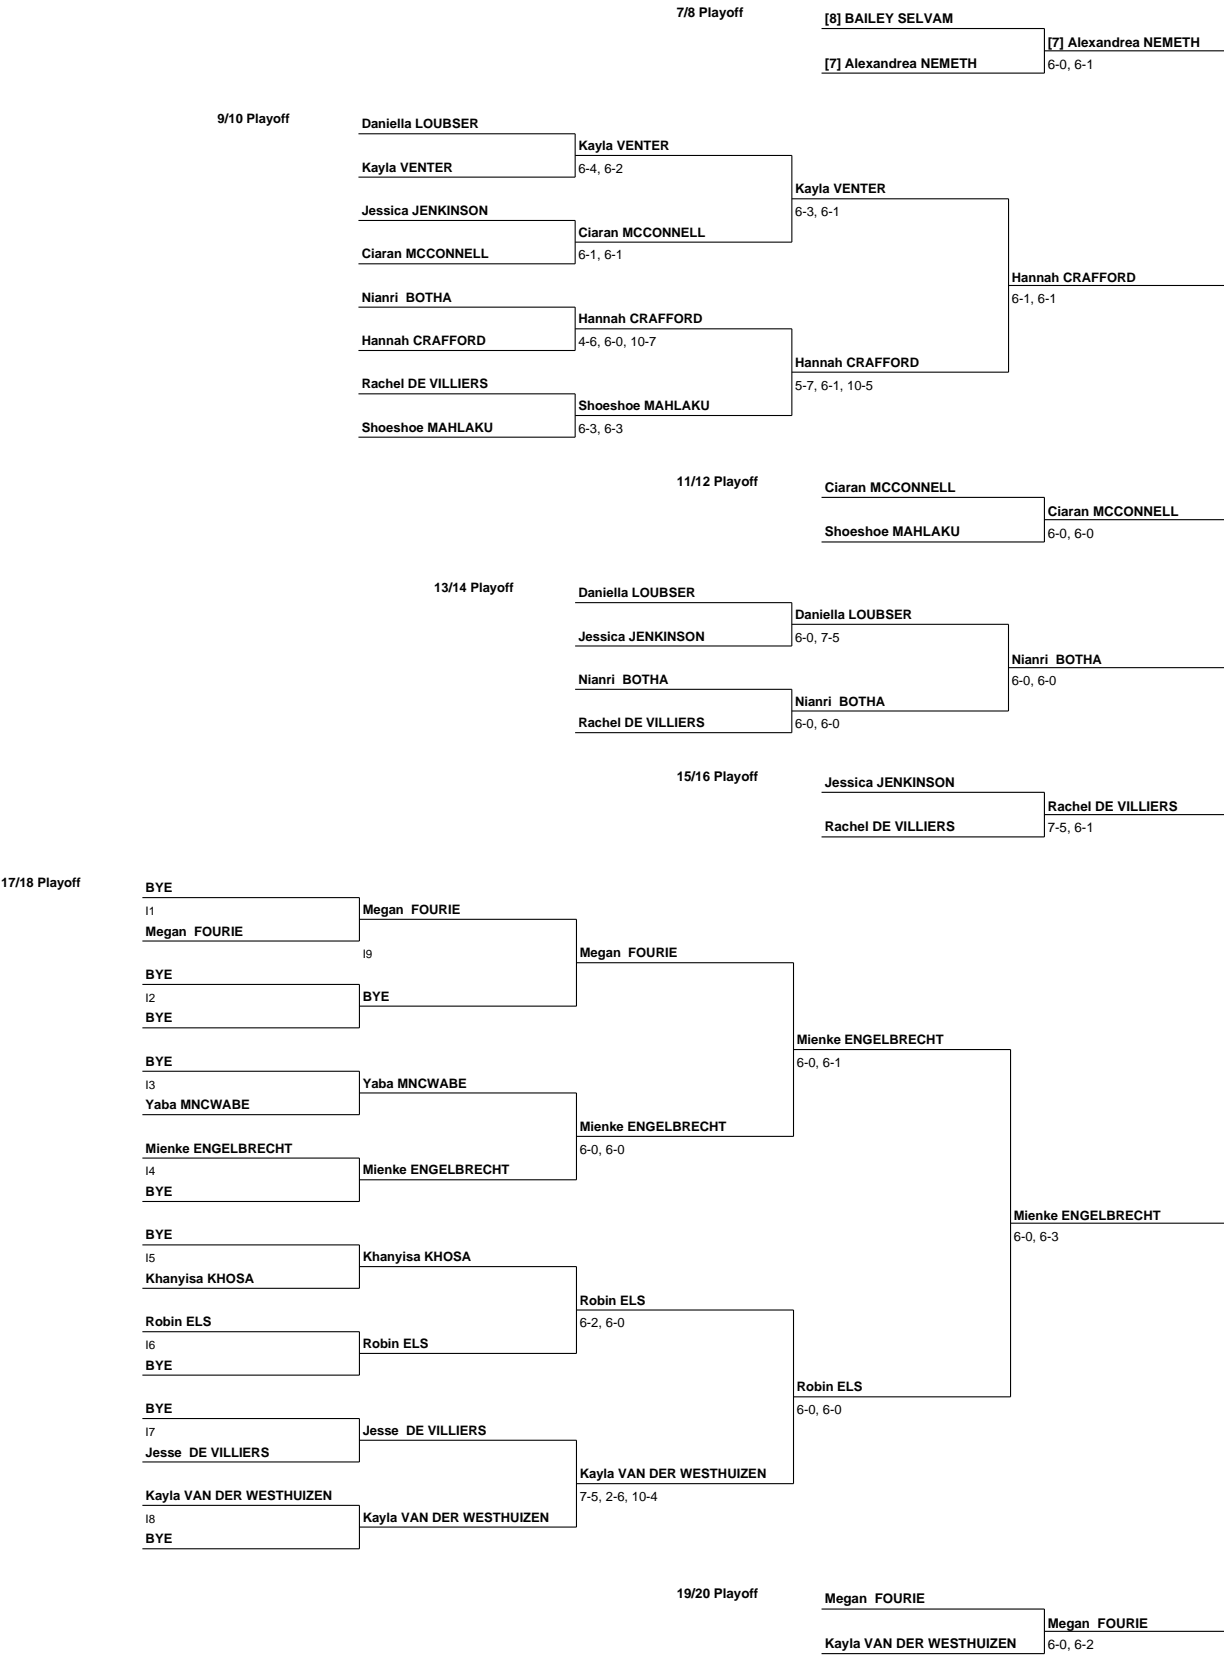 7/8 Playoff
[8] BAILEY SELVAM
[7] Alexandrea NEMETH
[7] Alexandrea NEMETH
6-0, 6-1
9/10 Playoff
Daniella LOUBSER
Kayla VENTER
Kayla VENTER
6-4, 6-2
Kayla VENTER
6-3, 6-1
Jessica JENKINSON
Ciaran MCCONNELL
Ciaran MCCONNELL
6-1, 6-1
Hannah CRAFFORD
6-1, 6-1
Nianri  BOTHA
Hannah CRAFFORD
Hannah CRAFFORD
4-6, 6-0, 10-7
Hannah CRAFFORD
5-7, 6-1, 10-5
Rachel DE VILLIERS
Shoeshoe MAHLAKU
Shoeshoe MAHLAKU
6-3, 6-3
11/12 Playoff
Ciaran MCCONNELL
Ciaran MCCONNELL
Shoeshoe MAHLAKU
6-0, 6-0
13/14 Playoff
Daniella LOUBSER
Daniella LOUBSER
Jessica JENKINSON
6-0, 7-5
Nianri  BOTHA
6-0, 6-0
Nianri  BOTHA
Nianri  BOTHA
Rachel DE VILLIERS
6-0, 6-0
15/16 Playoff
Jessica JENKINSON
Rachel DE VILLIERS
Rachel DE VILLIERS
7-5, 6-1
17/18 Playoff
BYE
I1
Megan  FOURIE
Megan  FOURIE
I9
Megan  FOURIE
BYE
I2
BYE
BYE
Mienke ENGELBRECHT
6-0, 6-1
BYE
I3
Yaba MNCWABE
Yaba MNCWABE
Mienke ENGELBRECHT
6-0, 6-0
Mienke ENGELBRECHT
I4
BYE
Mienke ENGELBRECHT
Mienke ENGELBRECHT
6-0, 6-3
BYE
I5
Khanyisa KHOSA
Khanyisa KHOSA
Robin ELS
6-2, 6-0
Robin ELS
I6
BYE
Robin ELS
Robin ELS
6-0, 6-0
BYE
I7
Jesse  DE VILLIERS
Jesse  DE VILLIERS
Kayla VAN DER WESTHUIZEN
7-5, 2-6, 10-4
Kayla VAN DER WESTHUIZEN
I8
BYE
Kayla VAN DER WESTHUIZEN
19/20 Playoff
Megan  FOURIE
Megan  FOURIE
Kayla VAN DER WESTHUIZEN
6-0, 6-2